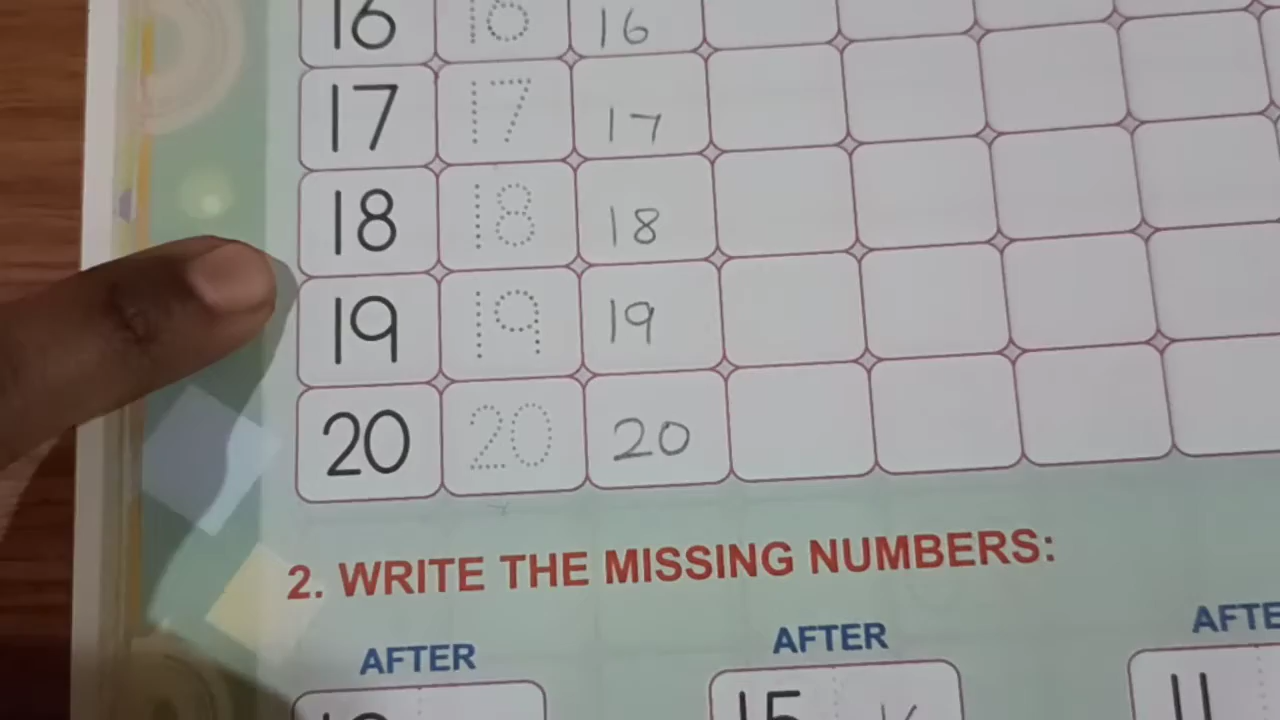 16 16 16
17 17 17
18 18 18
19 19 19
20 20 20
2. WRITE THE MISSING NUMBERS:
AFTER AFTER
15 11